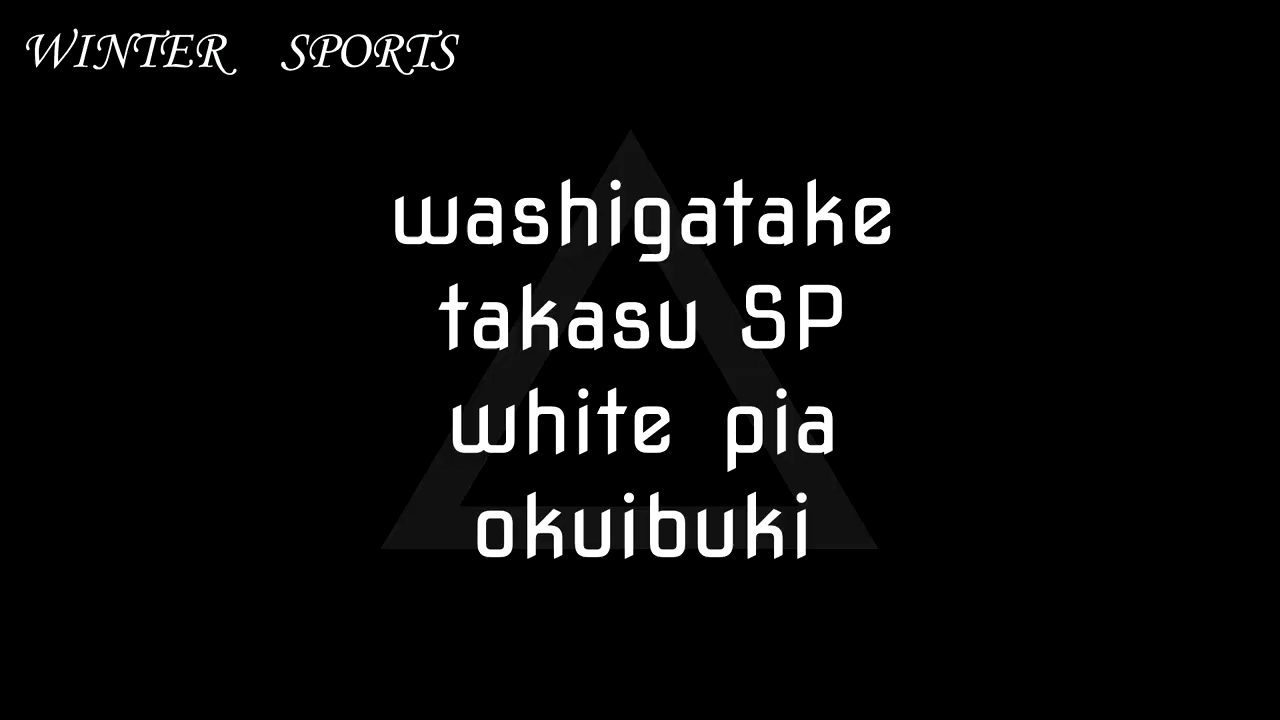 WINTER SPORTS
washigatake
takasu SP
white pia
okuibuki